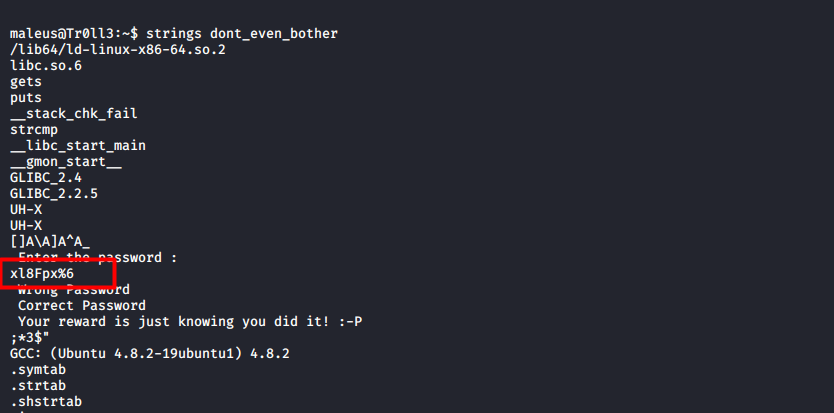 maleus@Tr0ll3:~$ strings dont_even_bother
/lib64/ld-linux-x86-64.so.2
libc.so.6
gets
puts
__stack_chk_fail
strcmp
__libc_start_main
__gmon_start__
GLIBC_2.4
GLIBC_2.2.5
UH-X
UH-X
[]A\A]A^A_
Enter the password :
xl8Fpx%6
Wrong Password
Correct Password
Your reward is just knowing you did it! :-P
;*3$"
GCC: (Ubuntu 4.8.2-19ubuntu1) 4.8.2
.symtab
.strtab
.shstrtab